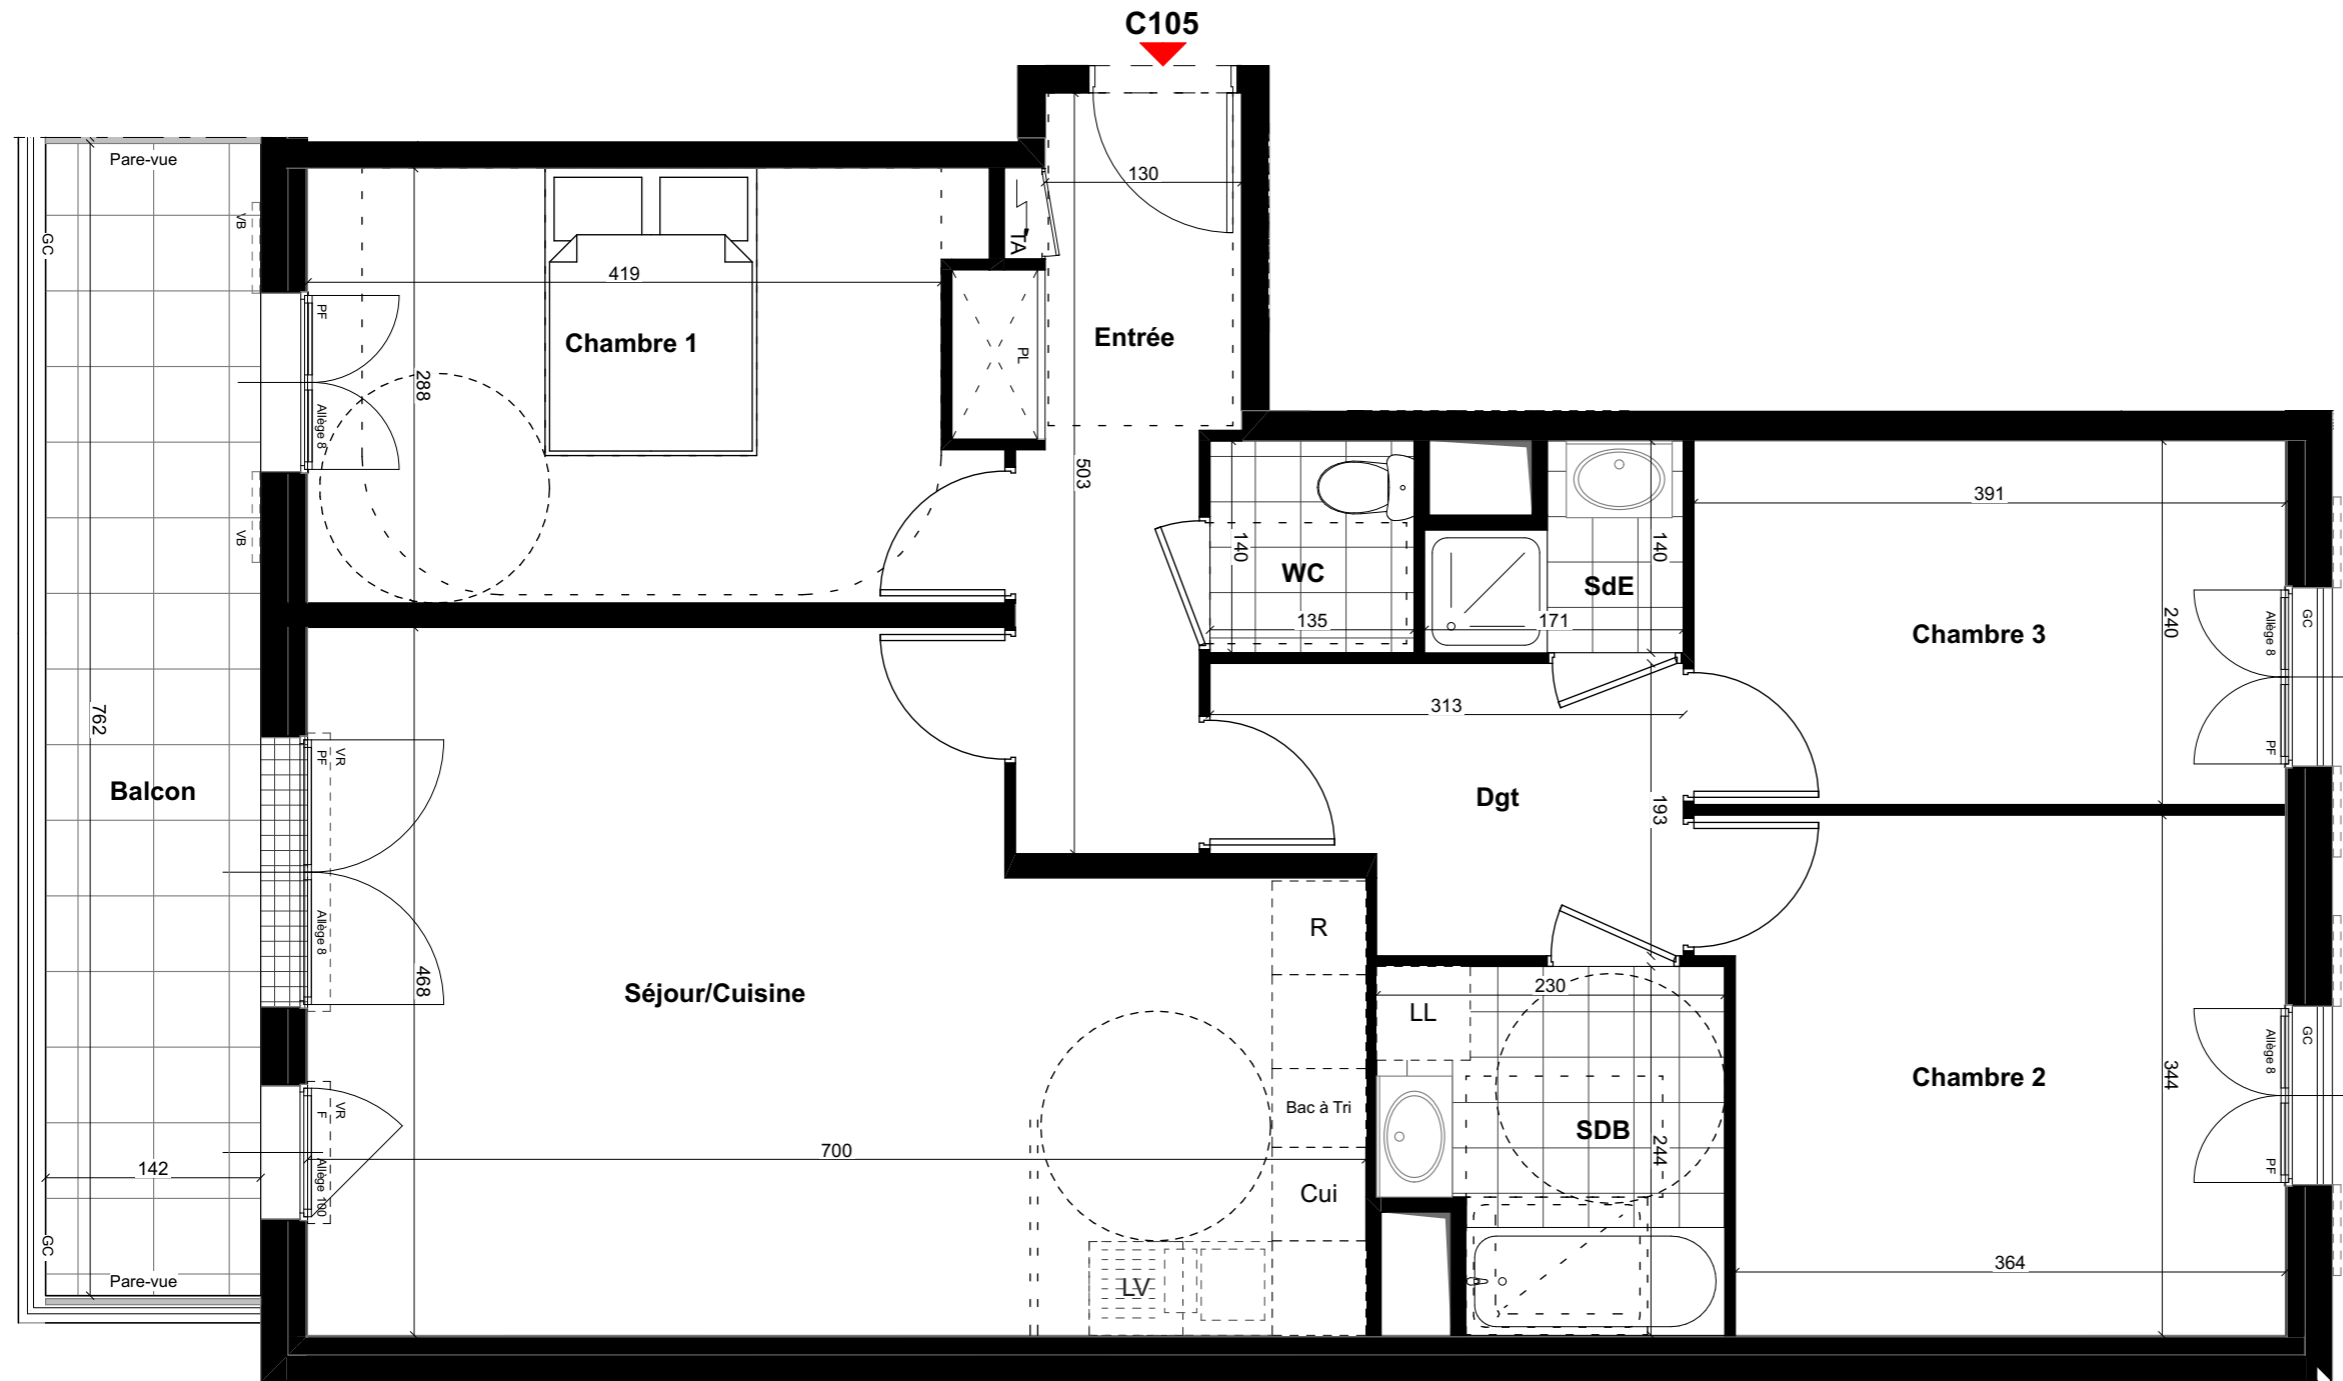 C105
Pare-vue
GC
VB
VB
PF
Allège 8
419
288
Chambre 1
TA
PL
130
Entrée
503
140
WC
135
140
SdE
171
391
240
Chambre 3
GC
Allège 8
PF
313
Dgt
193
762
Balcon
VR
PF
Allège 8
468
Séjour/Cuisine
R
Bac à Tri
Cui
LV
700
VR
F
Allège 100
142
GC
Pare-vue
230
LL
SDB
244
Chambre 2
344
364
GC
Allège 8
PF